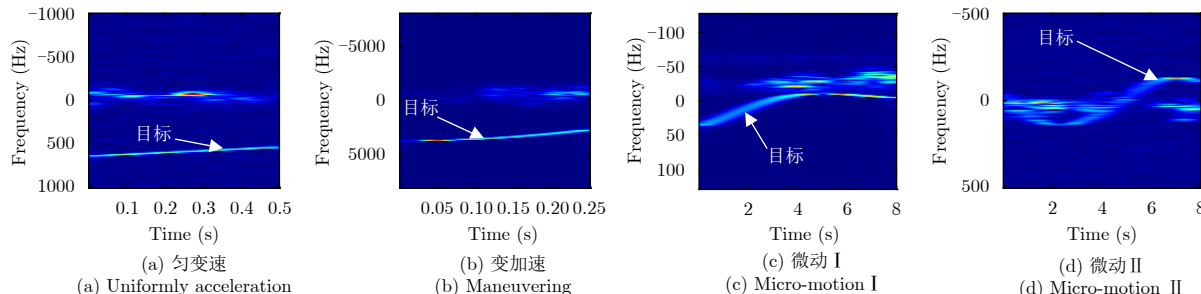 −1000
−500
0
500
1000
Frequency (Hz)
目标
0.1 0.2 0.3 0.4 0.5
Time (s)
(a) 匀变速
(a) Uniformly acceleration
−5000
0
5000
Frequency (Hz)
目标
0.05 0.10 0.15 0.20 0.25
Time (s)
(b) 变加速
(b) Maneuvering
−100
−50
0
50
100
Frequency (Hz)
目标
2 4 6 8
Time (s)
(c) 微动 I
(c) Micro-motion I
−500
0
500
Frequency (Hz)
目标
2 4 6 8
Time (s)
(d) 微动 II
(d) Micro-motion II